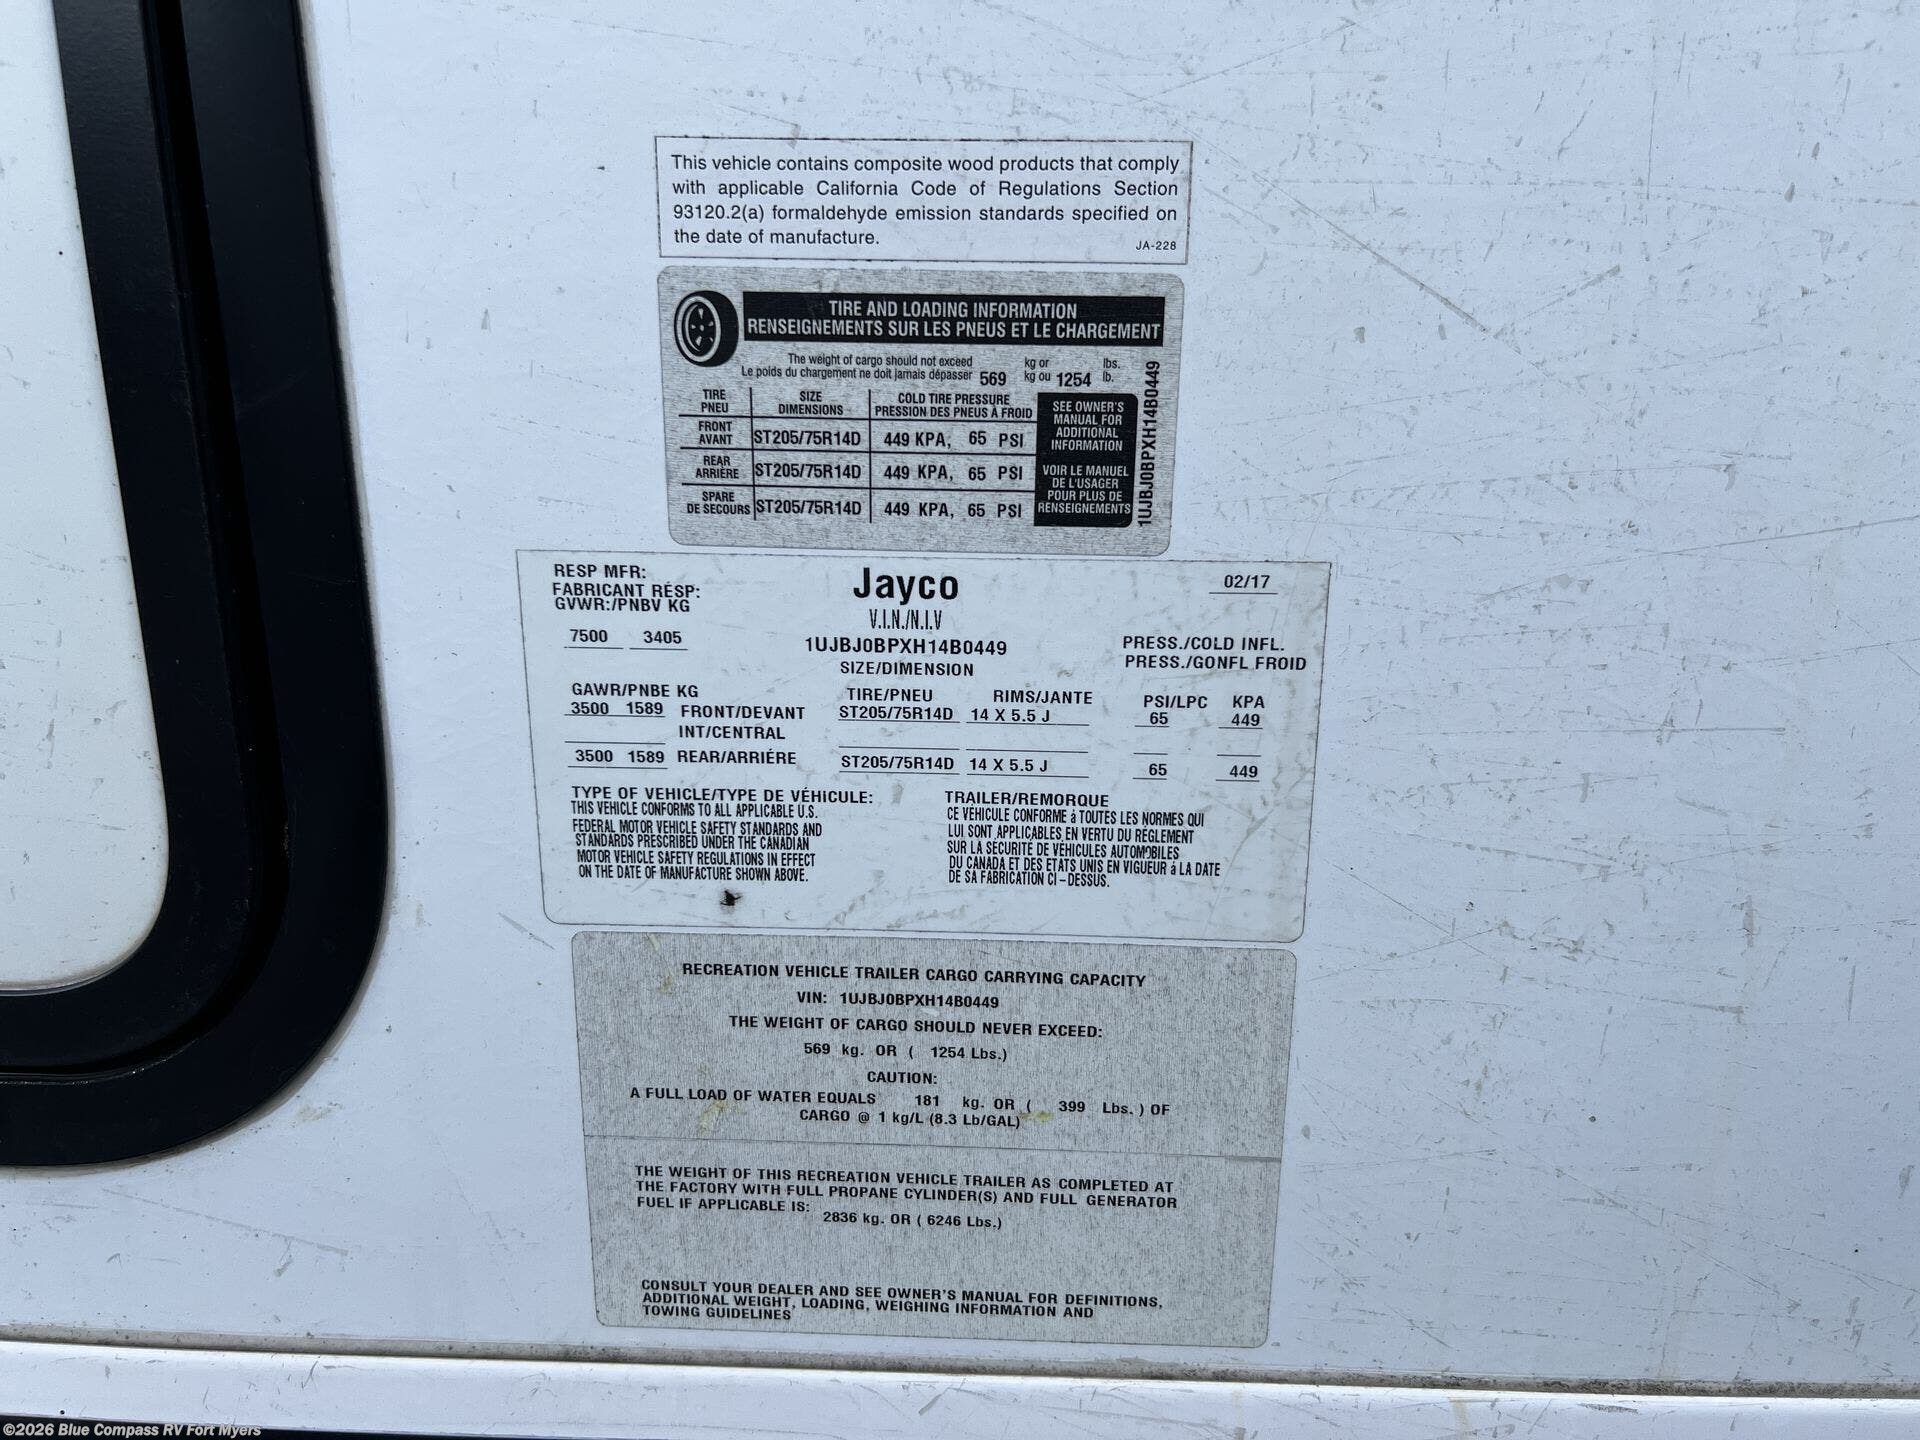 This vehicle contains composite wood products that comply
with applicable California Code of Regulations Section
93120.2(a) formaldehyde emission standards specified on
the date of manufacture.
JA-228
TIRE AND LOADING INFORMATION
RENSEIGNEMENTS SUR LES PNEUS ET LE CHARGEMENT
The weight of cargo should not exceed kg or lbs.
Le poids du chargement ne doit jamais dépasser 569 kg ou 1254 lb.
TIRE SIZE COLD TIRE PRESSURE
PNEU DIMENSIONS PRESSION DES PNEUS À FROID
FRONT
AVANT ST205/75R14D 449 KPA, 65 PSI
REAR
ARRIÈRE ST205/75R14D 449 KPA, 65 PSI
SPARE
DE SECOURS ST205/75R14D 449 KPA, 65 PSI
SEE OWNER'S
MANUAL FOR
ADDITIONAL
INFORMATION
VOIR LE MANUEL
DE L'USAGER
POUR PLUS DE
RENSEIGNEMENTS
1UJBJ0BPXH14B0449
RESP MFR: Jayco 02/17
FABRICANT RÉSP:
GVWR:/PNBV KG V.I.N./N.I.V
7500 3405 1UJBJ0BPXH14B0449 PRESS./COLD INFL.
SIZE/DIMENSION PRESS./GONFL FROID
GAWR/PNBE KG TIRE/PNEU RIMS/JANTE PSI/LPC KPA
3500 1589 FRONT/DEVANT ST205/75R14D 14 X 5.5 J 65 449
INT/CENTRAL
3500 1589 REAR/ARRIÉRE ST205/75R14D 14 X 5.5 J 65 449
TYPE OF VEHICLE/TYPE DE VÉHICULE: TRAILER/REMORQUE
THIS VEHICLE CONFORMS TO ALL APPLICABLE U.S.
FEDERAL MOTOR VEHICLE SAFETY STANDARDS AND
STANDARDS PRESCRIBED UNDER THE CANADIAN
MOTOR VEHICLE SAFETY REGULATIONS IN EFFECT
ON THE DATE OF MANUFACTURE SHOWN ABOVE.
CE VÉHICULE CONFORME à TOUTES LES NORMES QUI
LUI SONT APPLICABLES EN VERTU DU RÈGLEMENT
SUR LA SÉCURITÉ DE VÉHICULES AUTOMOBILES
DU CANADA ET DES ETATS UNIS EN VIGUEUR á LA DATE
DE SA FABRICATION CI-DESSUS.
RECREATION VEHICLE TRAILER CARGO CARRYING CAPACITY
VIN: 1UJBJ0BPXH14B0449
THE WEIGHT OF CARGO SHOULD NEVER EXCEED:
569 kg. OR ( 1254 Lbs.)
CAUTION:
A FULL LOAD OF WATER EQUALS 181 kg. OR ( 399 Lbs. ) OF
CARGO @ 1 kg/L (8.3 Lb/GAL)
THE WEIGHT OF THIS RECREATION VEHICLE TRAILER AS COMPLETED AT
THE FACTORY WITH FULL PROPANE CYLINDER(S) AND FULL GENERATOR
FUEL IF APPLICABLE IS:
2836 kg. OR ( 6246 Lbs.)
CONSULT YOUR DEALER AND SEE OWNER'S MANUAL FOR DEFINITIONS,
ADDITIONAL WEIGHT, LOADING, WEIGHING INFORMATION AND
TOWING GUIDELINES
©2026 Blue Compass RV Fort Myers